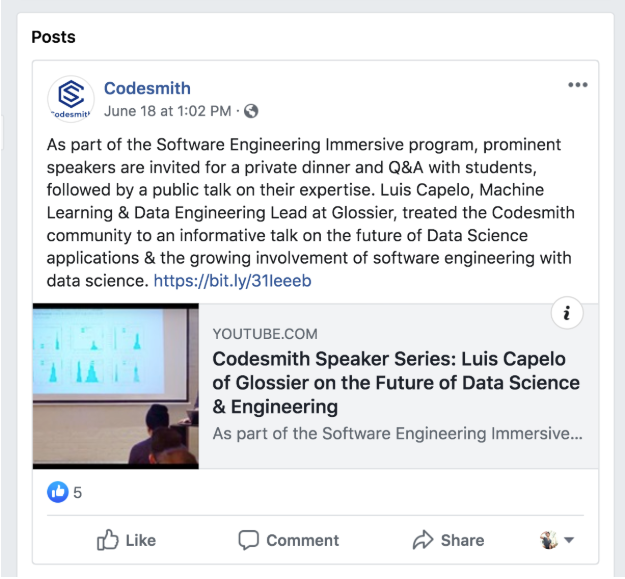 Posts
Codesmith
June 18 at 1:02 PM ·
As part of the Software Engineering Immersive program, prominent
speakers are invited for a private dinner and Q&A with students,
followed by a public talk on their expertise. Luis Capelo, Machine
Learning & Data Engineering Lead at Glossier, treated the Codesmith
community to an informative talk on the future of Data Science
applications & the growing involvement of software engineering with
data science. https://bit.ly/31leeeb
YOUTUBE.COM
Codesmith Speaker Series: Luis Capelo
of Glossier on the Future of Data Science
& Engineering
As part of the Software Engineering Immersive...
5
Like Comment Share